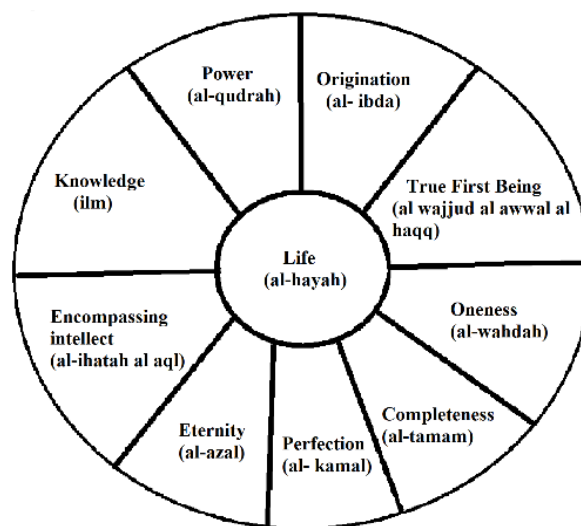 Power
(al-qudrah)
Origination
(al- ibda)
True First Being
(al wajjud al awwal al
haqq)
Oneness
(al-wahdah)
Completeness
(al-tamam)
Perfection
(al- kamal)
Eternity
(al-azal)
Encompassing
intellect
(al-ihatah al aql)
Knowledge
(ilm)
Life
(al-hayah)